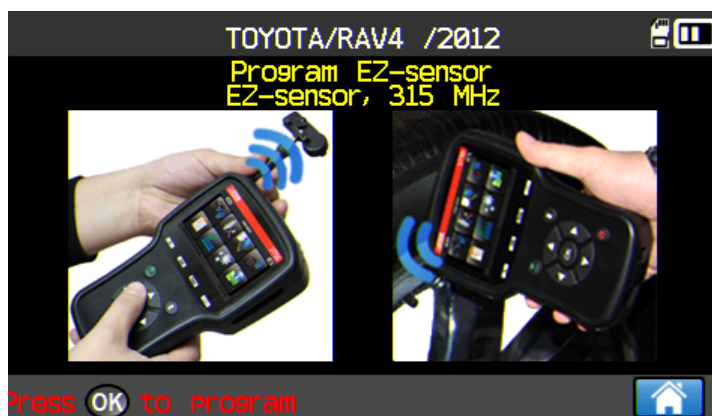 TOYOTA/RAV4 /2012
Program EZ-sensor
EZ-sensor, 315 MHz
Press OK to program